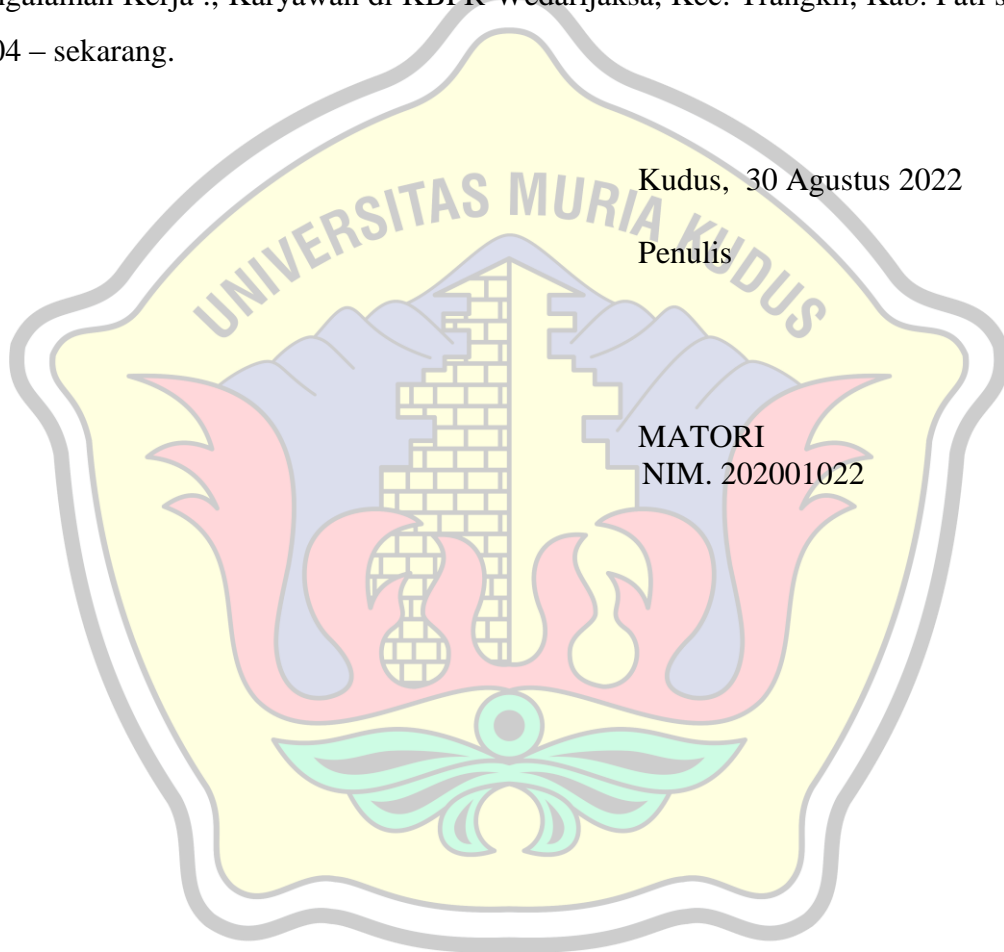 ngalaman Kerja :., Karyawan di KBPR Wedarijaksa, Kec. Trangkil, Kab. Pati s
04 – sekarang.
UNIVERSITAS MURIA KUDUS
Kudus, 30 Agustus 2022
Penulis
MATORI
NIM. 202001022